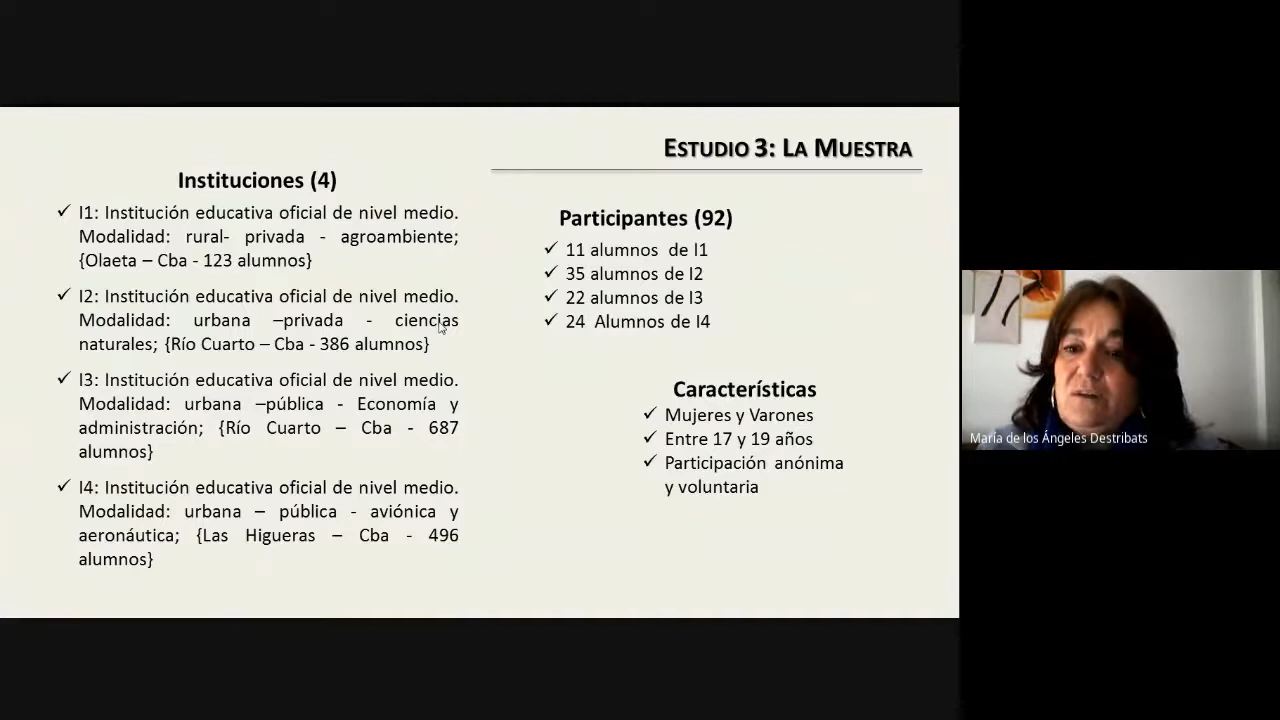 ESTUDIO 3: LA MUESTRA
Instituciones (4)
✓ I1: Institución educativa oficial de nivel medio.
Modalidad: rural- privada - agroambiente;
{Olaeta – Cba - 123 alumnos}
✓ I2: Institución educativa oficial de nivel medio.
Modalidad: urbana –privada - ciencias
naturales; {Río Cuarto – Cba - 386 alumnos}
✓ I3: Institución educativa oficial de nivel medio.
Modalidad: urbana –pública - Economía y
administración; {Río Cuarto – Cba - 687
alumnos}
✓ I4: Institución educativa oficial de nivel medio.
Modalidad: urbana – pública - aviónica y
aeronáutica; {Las Higueras – Cba - 496
alumnos}
Participantes (92)
✓ 11 alumnos de I1
✓ 35 alumnos de I2
✓ 22 alumnos de I3
✓ 24 Alumnos de I4
Características
✓ Mujeres y Varones
✓ Entre 17 y 19 años
✓ Participación anónima
y voluntaria
María de los Ángeles Destribats